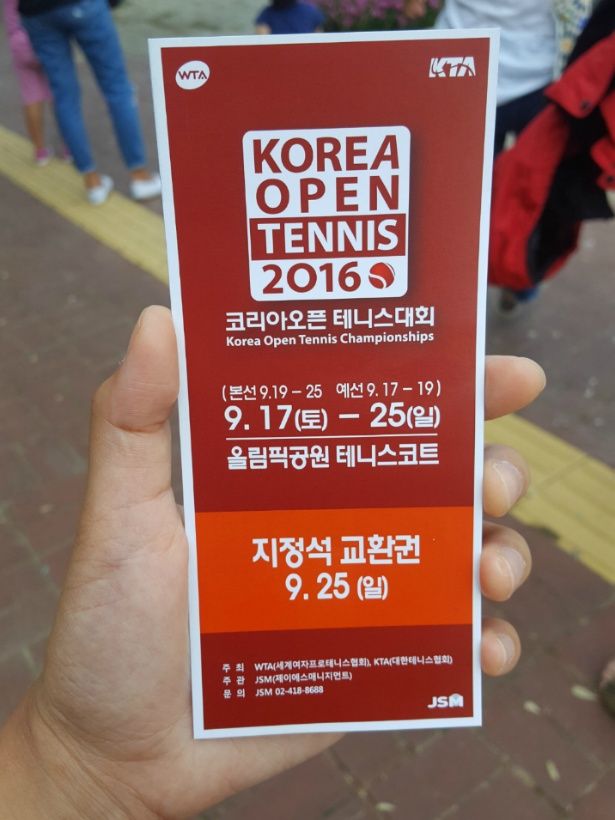 WTA
KTA
KOREA
OPEN
TENNIS
2016
코리아오픈 테니스대회
Korea Open Tennis Championships
(본선 9.19 – 25 예선 9.17 – 19)
9. 17(토) – 25(일)
올림픽공원 테니스코트
지정석 교환권
9. 25 (일)
주 최 WTA(세계여자프로테니스협회), KTA(대한테니스협회)
주 관 JSM(제이에스매니지먼트)
문 의 JSM 02-418-8688
JSM